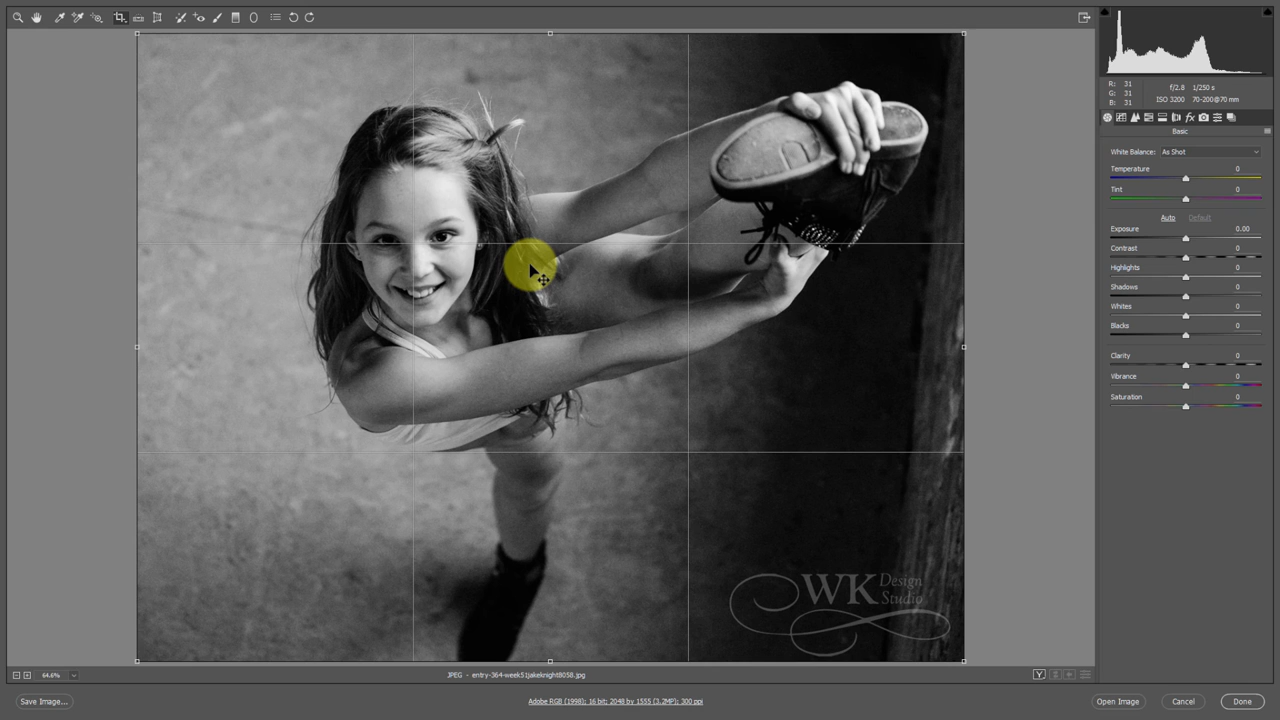 R: 31
G: 31
B: 31
f/2.8 1/250 s
ISO 3200 70-200@70 mm
fx
Basic
White Balance: As Shot
Temperature 0
Tint 0
Auto Default
Exposure 0.00
Contrast 0
Highlights 0
Shadows 0
Whites 0
Blacks 0
Clarity 0
Vibrance 0
Saturation 0
WK Design
Studio
64.6%
JPEG - entry-364-week51jakeknight8058.jpg
Y
Save Image...
Adobe RGB (1998); 16 bit; 2048 by 1555 (3.2MP); 300 ppi
Open Image Cancel Done